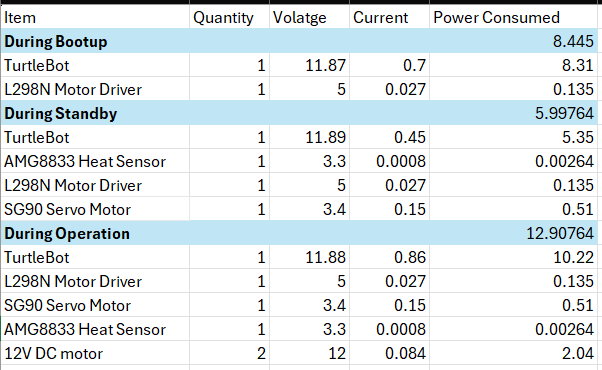 Item Quantity Volatge Current Power Consumed
During Bootup 8.445
TurtleBot 1 11.87 0.7 8.31
L298N Motor Driver 1 5 0.027 0.135
During Standby 5.99764
TurtleBot 1 11.89 0.45 5.35
AMG8833 Heat Sensor 1 3.3 0.0008 0.00264
L298N Motor Driver 1 5 0.027 0.135
SG90 Servo Motor 1 3.4 0.15 0.51
During Operation 12.90764
TurtleBot 1 11.88 0.86 10.22
L298N Motor Driver 1 5 0.027 0.135
SG90 Servo Motor 1 3.4 0.15 0.51
AMG8833 Heat Sensor 1 3.3 0.0008 0.00264
12V DC motor 2 12 0.084 2.04